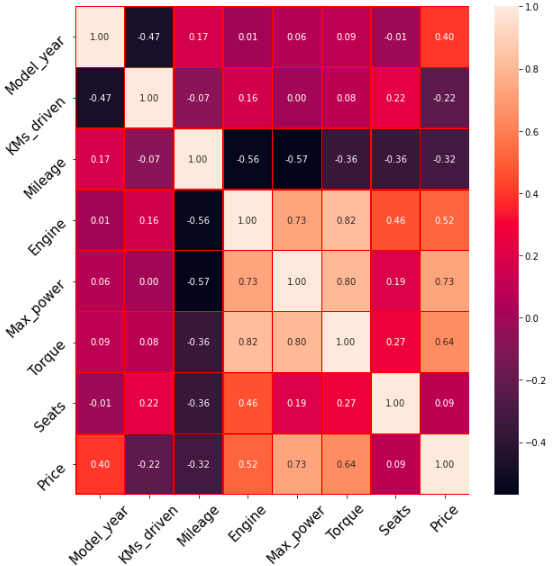 Model_year 1.00 -0.47 0.17 0.01 0.06 0.09 -0.01 0.40
KMs_driven -0.47 1.00 -0.07 0.16 0.00 0.08 0.22 -0.22
Mileage 0.17 -0.07 1.00 -0.56 -0.57 -0.36 -0.36 -0.32
Engine 0.01 0.16 -0.56 1.00 0.73 0.82 0.46 0.52
Max_power 0.06 0.00 -0.57 0.73 1.00 0.80 0.19 0.73
Torque 0.09 0.08 -0.36 0.82 0.80 1.00 0.27 0.64
Seats -0.01 0.22 -0.36 0.46 0.19 0.27 1.00 0.09
Price 0.40 -0.22 -0.32 0.52 0.73 0.64 0.09 1.00
Model_year KMs_driven Mileage Engine Max_power Torque Seats Price
1.0
0.8
0.6
0.4
0.2
0.0
−0.2
−0.4